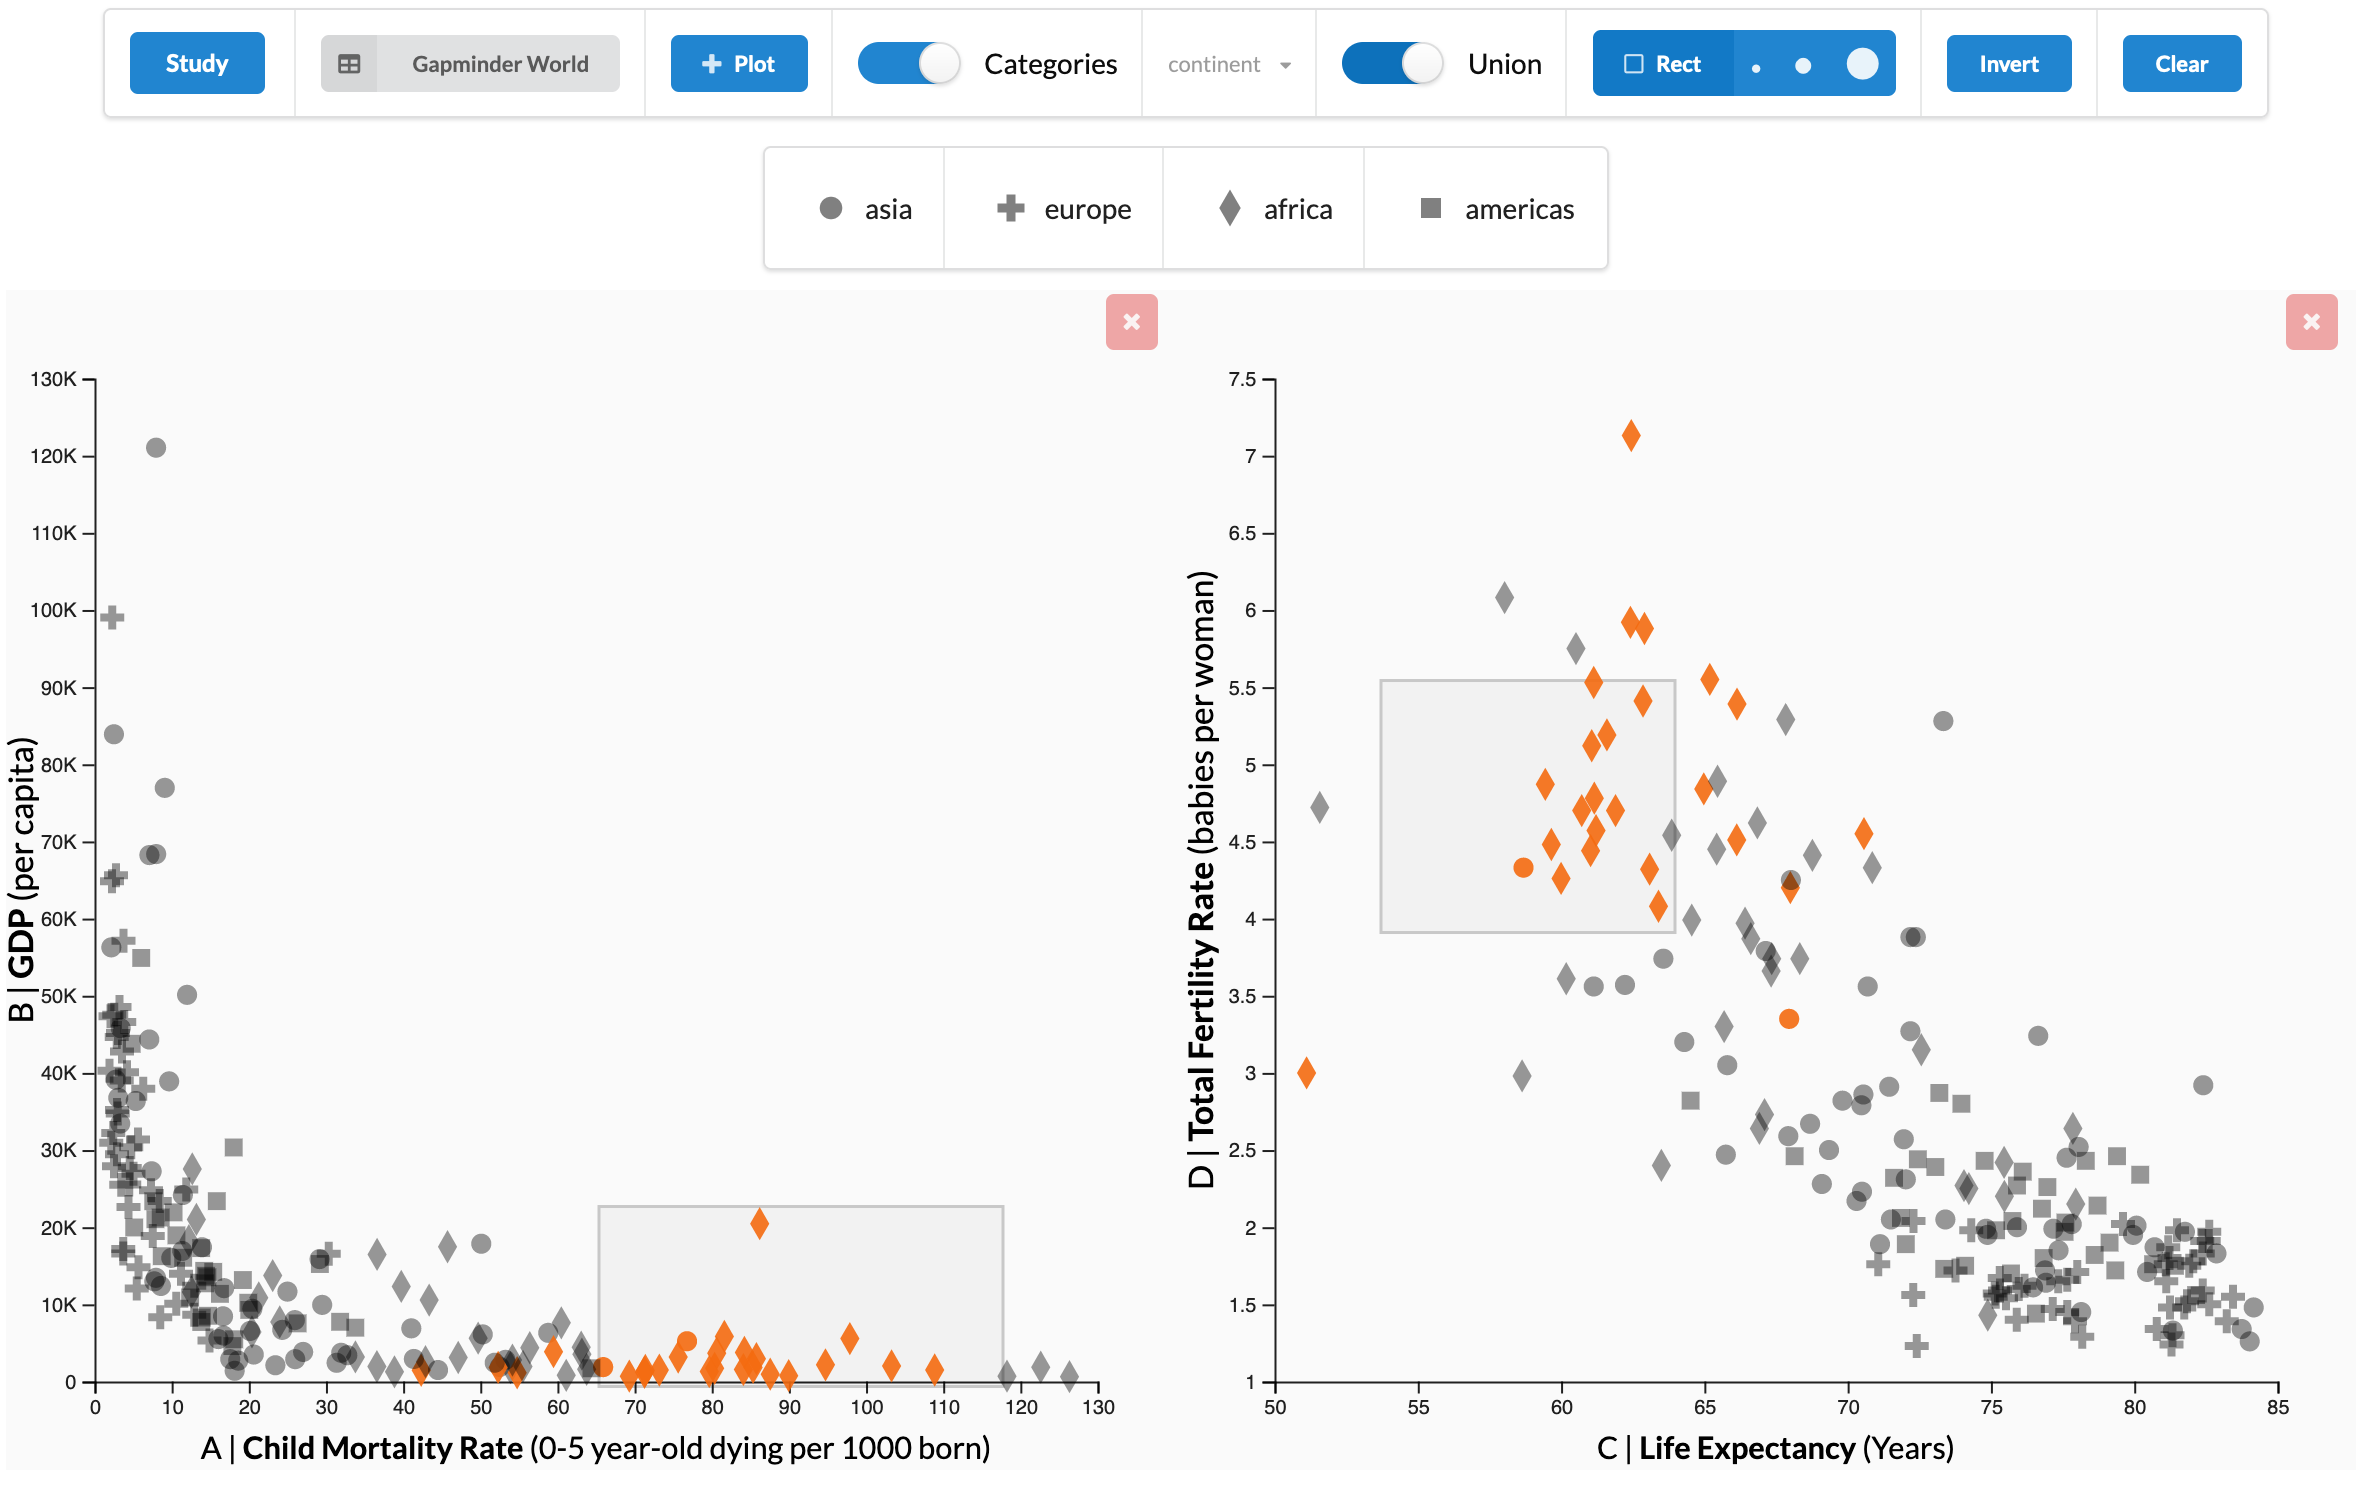 Study Gapminder World + Plot Categories continent Union Rect Invert Clear
asia europe africa americas
130K
120K
110K
100K
90K
80K
70K
60K
50K
40K
30K
20K
10K
0
B | GDP (per capita)
0 10 20 30 40 50 60 70 80 90 100 110 120 130
A | Child Mortality Rate (0-5 year-old dying per 1000 born)
7.5
7
6.5
6
5.5
5
4.5
4
3.5
3
2.5
2
1.5
1
D | Total Fertility Rate (babies per woman)
50 55 60 65 70 75 80 85
C | Life Expectancy (Years)